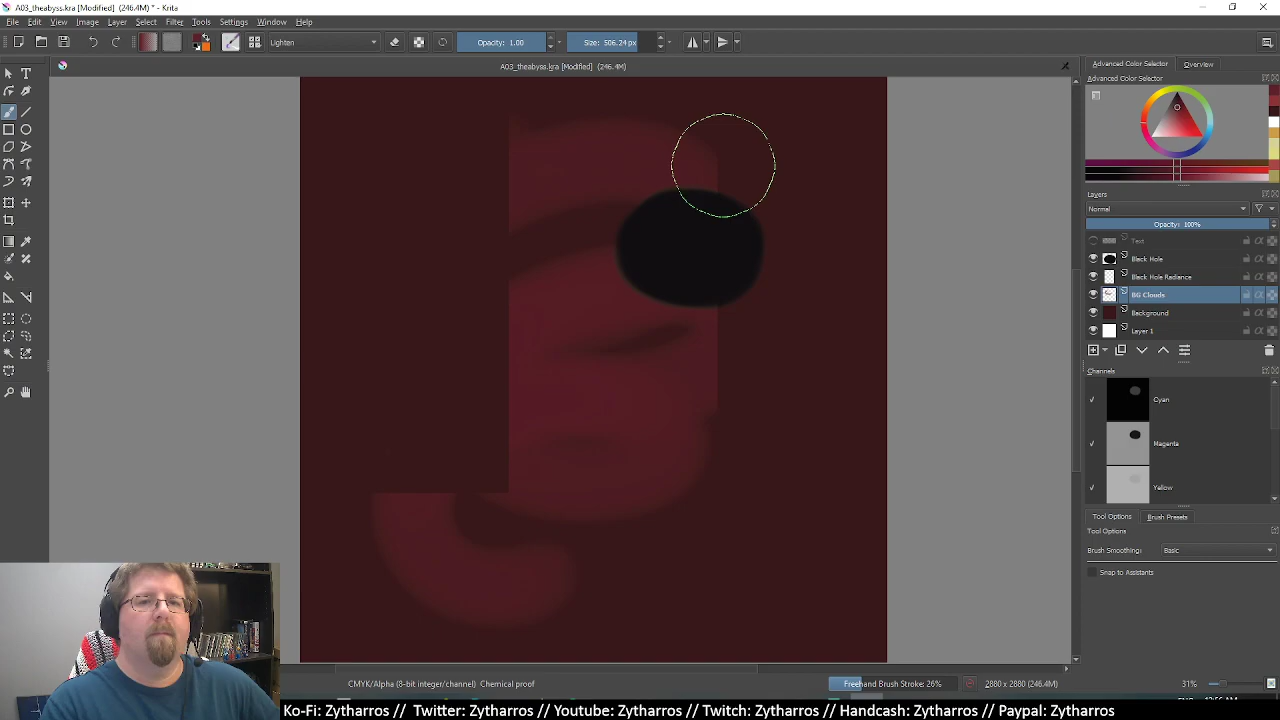 A03_theabyss.kra [Modified] (246.4M) * - Krita
File Edit View Image Layer Select Filter Tools Settings Window Help
Lighten Opacity: 1.00 Size: 506.24 px
A03_theabyss.kra [Modified] (246.4M)
Advanced Color Selector Overview
Advanced Color Selector
Layers
Normal
Opacity: 100%
Text
Black Hole
Black Hole Radiance
BG Clouds
Background
Layer 1
Channels
Cyan
Magenta
Yellow
Tool Options Brush Presets
Tool Options
Brush Smoothing: Basic
Snap to Assistants
CMYK/Alpha (8-bit integer/channel) Chemical proof Freehand Brush Stroke: 26% 2880 x 2880 (246.4M) 31%
Ko-Fi: Zytharros // Twitter: Zytharros // Youtube: Zytharros // Twitch: Zytharros // Handcash: Zytharros // Paypal: Zytharros